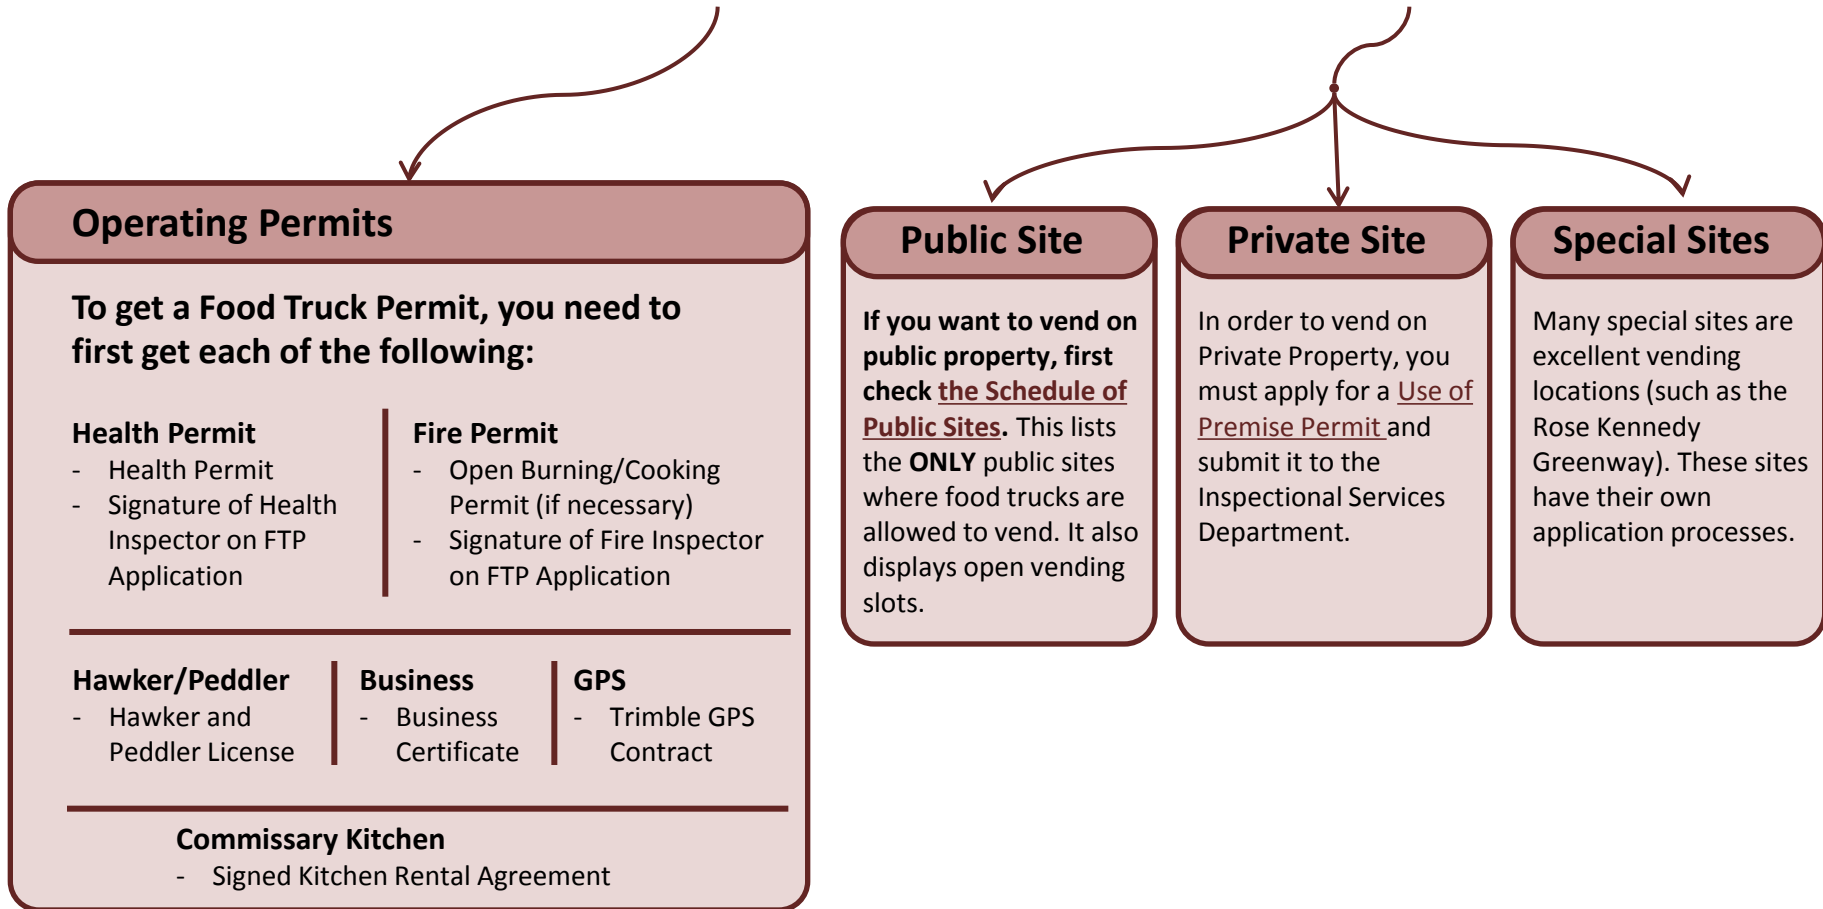 Operating Permits
To get a Food Truck Permit, you need to
first get each of the following:
Health Permit
- Health Permit
- Signature of Health
Inspector on FTP
Application
Fire Permit
- Open Burning/Cooking
Permit (if necessary)
- Signature of Fire Inspector
on FTP Application
Hawker/Peddler
- Hawker and
Peddler License
Business
- Business
Certificate
GPS
- Trimble GPS
Contract
Commissary Kitchen
- Signed Kitchen Rental Agreement
Public Site
If you want to vend on
public property, first
check the Schedule of
Public Sites. This lists
the ONLY public sites
where food trucks are
allowed to vend. It also
displays open vending
slots.
Private Site
In order to vend on
Private Property, you
must apply for a Use of
Premise Permit and
submit it to the
Inspectional Services
Department.
Special Sites
Many special sites are
excellent vending
locations (such as the
Rose Kennedy
Greenway). These sites
have their own
application processes.